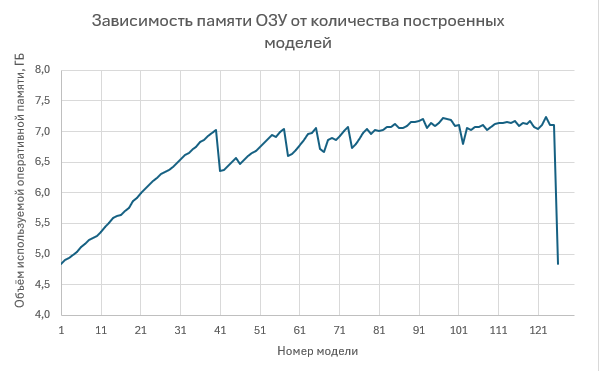 Зависимость памяти ОЗУ от количества построенных
моделей
Объём используемой оперативной памяти, ГБ
8,0
7,5
7,0
6,5
6,0
5,5
5,0
4,5
4,0
1 11 21 31 41 51 61 71 81 91 101 111 121
Номер модели